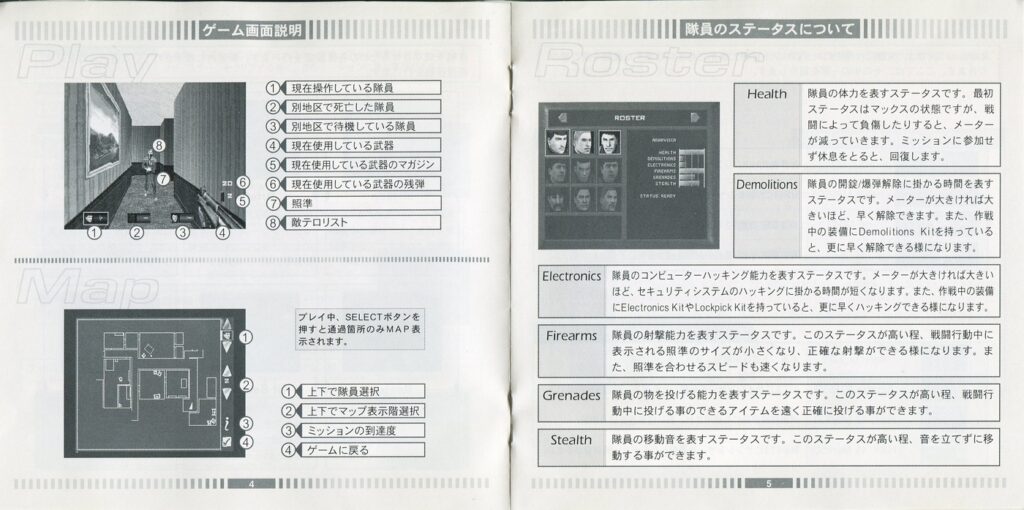 ゲーム画面説明
Play
① 現在操作している隊員
② 別地区で死亡した隊員
③ 別地区で待機している隊員
④ 現在使用している武器
⑤ 現在使用している武器のマガジン
⑥ 現在使用している武器の残弾
⑦ 照準
⑧ 敵テロリスト
⑧
⑦
20 ⑥
2 ⑤
① ② ③ ④
Map
プレイ中、SELECTボタンを
押すと通過箇所のみMAP表
示されます。
①
②
③
④
① 上下で隊員選択
② 上下でマップ表示階選択
③ ミッションの到達度
④ ゲームに戻る
4
隊員のステータスについて
Roster
ROSTER
HEALTH
DEMOLITIONS
ELECTRONICS
FIREARMS
GRENADES
STEALTH
STATUS: READY
Health
隊員の体力を表すステータスです。最初
ステータスはマックスの状態ですが、戦
闘によって負傷したりすると、メーター
が減っていきます。ミッションに参加せ
ず休息をとると、回復します。
Demolitions
隊員の開錠/爆弾解除に掛かる時間を表す
ステータスです。メーターが大きければ大
きいほど、早く解除できます。また、作戦
中の装備にDemolitions Kitを持っている
と、更に早く解除できる様になります。
Electronics
隊員のコンピューターハッキング能力を表すステータスです。メーターが大きければ大きい
ほど、セキュリティシステムのハッキングに掛かる時間が短くなります。また、作戦中の装備
にElectronics KitやLockpick Kitを持っていると、更に早くハッキングできる様になります。
Firearms
隊員の射撃能力を表すステータスです。このステータスが高い程、戦闘行動中に
表示される照準のサイズが小さくなり、正確な射撃ができる様になります。ま
た、照準を合わせるスピードも速くなります。
Grenades
隊員の物を投げる能力を表すステータスです。このステータスが高い程、戦闘行
動中に投げる事のできるアイテムを遠く正確に投げる事ができます。
Stealth
隊員の移動音を表すステータスです。このステータスが高い程、音を立てずに移
動する事ができます。
5